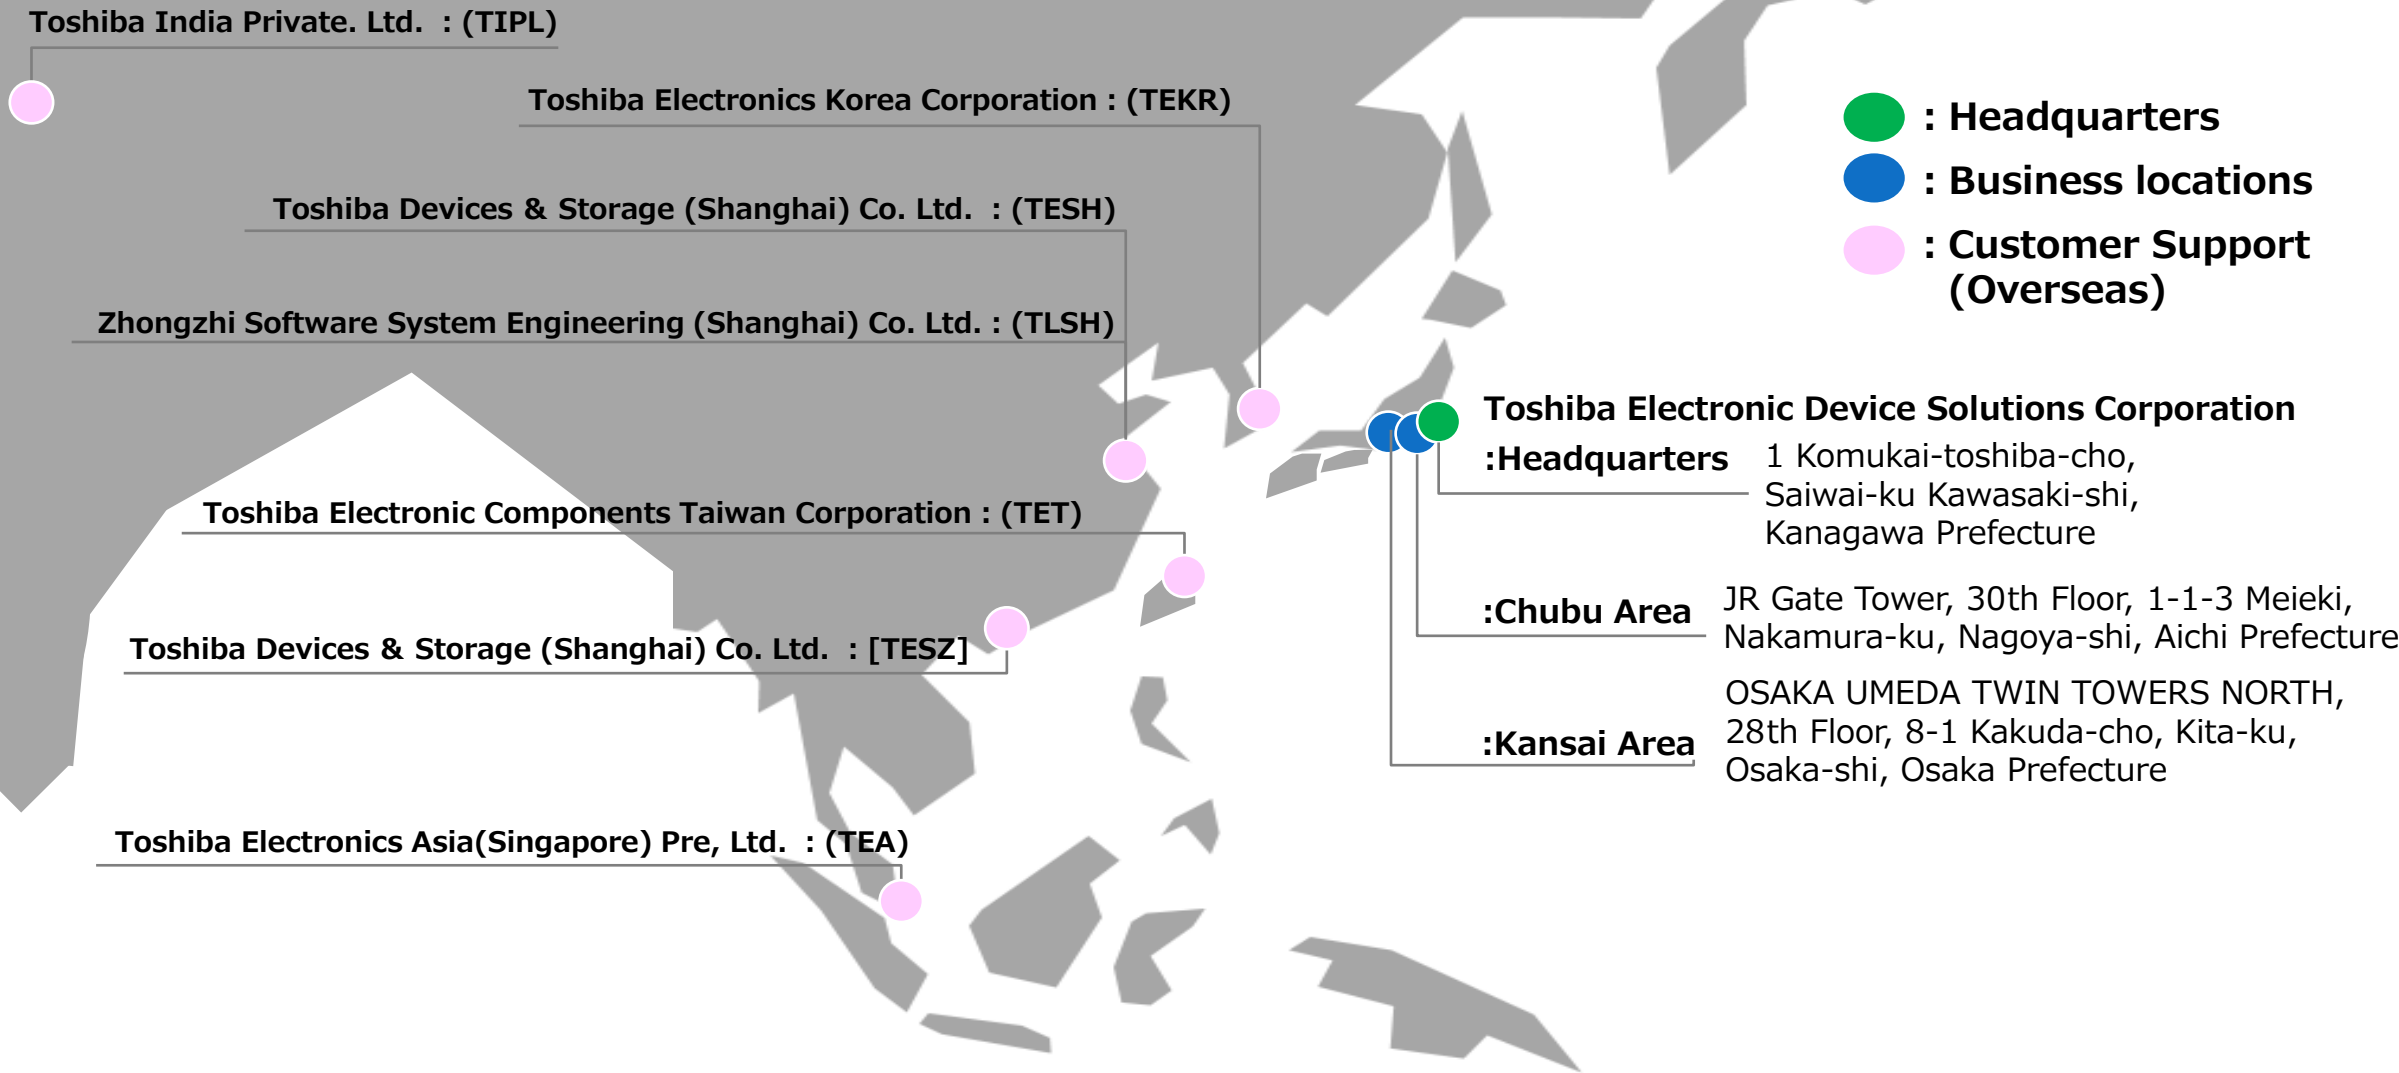 Toshiba India Private. Ltd. : (TIPL)
Toshiba Electronics Korea Corporation : (TEKR)
Toshiba Devices & Storage (Shanghai) Co. Ltd. : (TESH)
Zhongzhi Software System Engineering (Shanghai) Co. Ltd. : (TLSH)
Toshiba Electronic Components Taiwan Corporation : (TET)
Toshiba Devices & Storage (Shanghai) Co. Ltd. : [TESZ]
Toshiba Electronics Asia(Singapore) Pre, Ltd. : (TEA)
: Headquarters
: Business locations
: Customer Support
(Overseas)
Toshiba Electronic Device Solutions Corporation
:Headquarters
1 Komukai-toshiba-cho,
Saiwai-ku Kawasaki-shi,
Kanagawa Prefecture
:Chubu Area
JR Gate Tower, 30th Floor, 1-1-3 Meieki,
Nakamura-ku, Nagoya-shi, Aichi Prefecture
:Kansai Area
OSAKA UMEDA TWIN TOWERS NORTH,
28th Floor, 8-1 Kakuda-cho, Kita-ku,
Osaka-shi, Osaka Prefecture